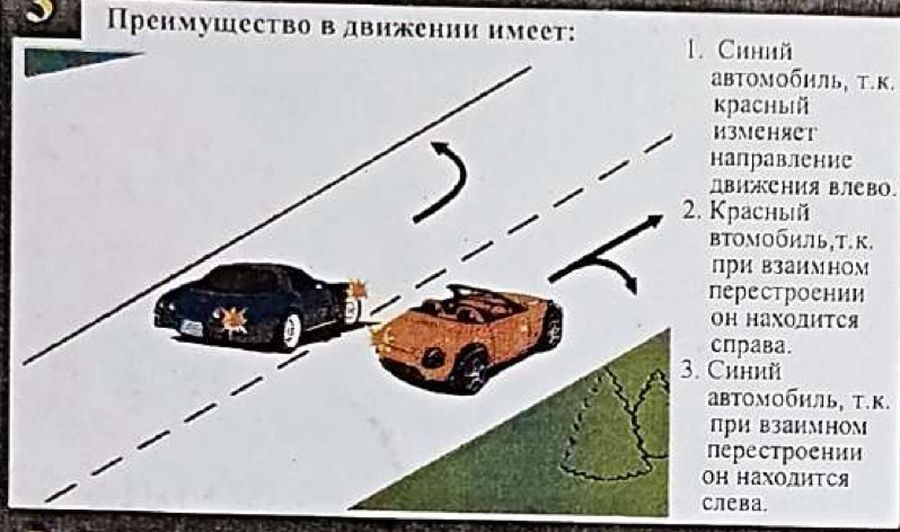 3
Преимущество в движении имеет:
1. Синий
автомобиль, т.к.
красный
изменяет
направление
движения влево.
2. Красный
втомобиль,т.к.
при взаимном
перестроении
он находится
справа.
3. Синий
автомобиль, т.к.
при взаимном
перестроении
он находится
слева.